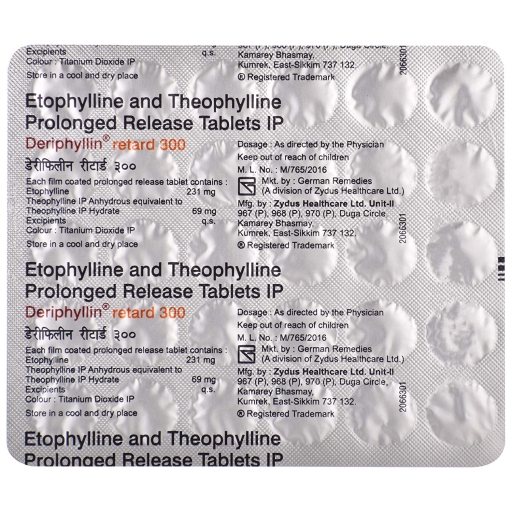 Excipients q.s.
Colour : Titanium Dioxide IP
Store in a cool and dry place
Kamarey Bhasmay,
Kumrek, East-Sikkim 737 132.
® Registered Trademark
2066301
Etophylline and Theophylline
Prolonged Release Tablets IP
Deriphyllin® retard 300
डेरीफिलीन रीटार्ड ३००
Each film coated prolonged release tablet contains :
Etophylline 231 mg
Theophylline IP Anhydrous equivalent to
Theophylline IP Hydrate 69 mg
Excipients q.s.
Colour : Titanium Dioxide IP
Store in a cool and dry place
Dosage : As directed by the Physician
Keep out of reach of children
M. L. No. : M/765/2016
Mkt. by : German Remedies
(A division of Zydus Healthcare Ltd.)
Mfg. by : Zydus Healthcare Ltd. Unit-II
967 (P), 968 (P), 970 (P), Duga Circle,
Kamarey Bhasmay,
Kumrek, East-Sikkim 737 132.
® Registered Trademark
2066301
Etophylline and Theophylline
Prolonged Release Tablets IP
Deriphyllin® retard 300
डेरीफिलीन रीटार्ड ३००
Each film coated prolonged release tablet contains :
Etophylline 231 mg
Theophylline IP Anhydrous equivalent to
Theophylline IP Hydrate 69 mg
Excipients q.s.
Colour : Titanium Dioxide IP
Store in a cool and dry place
Dosage : As directed by the Physician
Keep out of reach of children
M. L. No. : M/765/2016
Mkt. by : German Remedies
(A division of Zydus Healthcare Ltd.)
Mfg. by : Zydus Healthcare Ltd. Unit-II
967 (P), 968 (P), 970 (P), Duga Circle,
Kamarey Bhasmay,
Kumrek, East-Sikkim 737 132.
® Registered Trademark
2066301
Etophylline and Theophylline
Prolonged Release Tablets IP